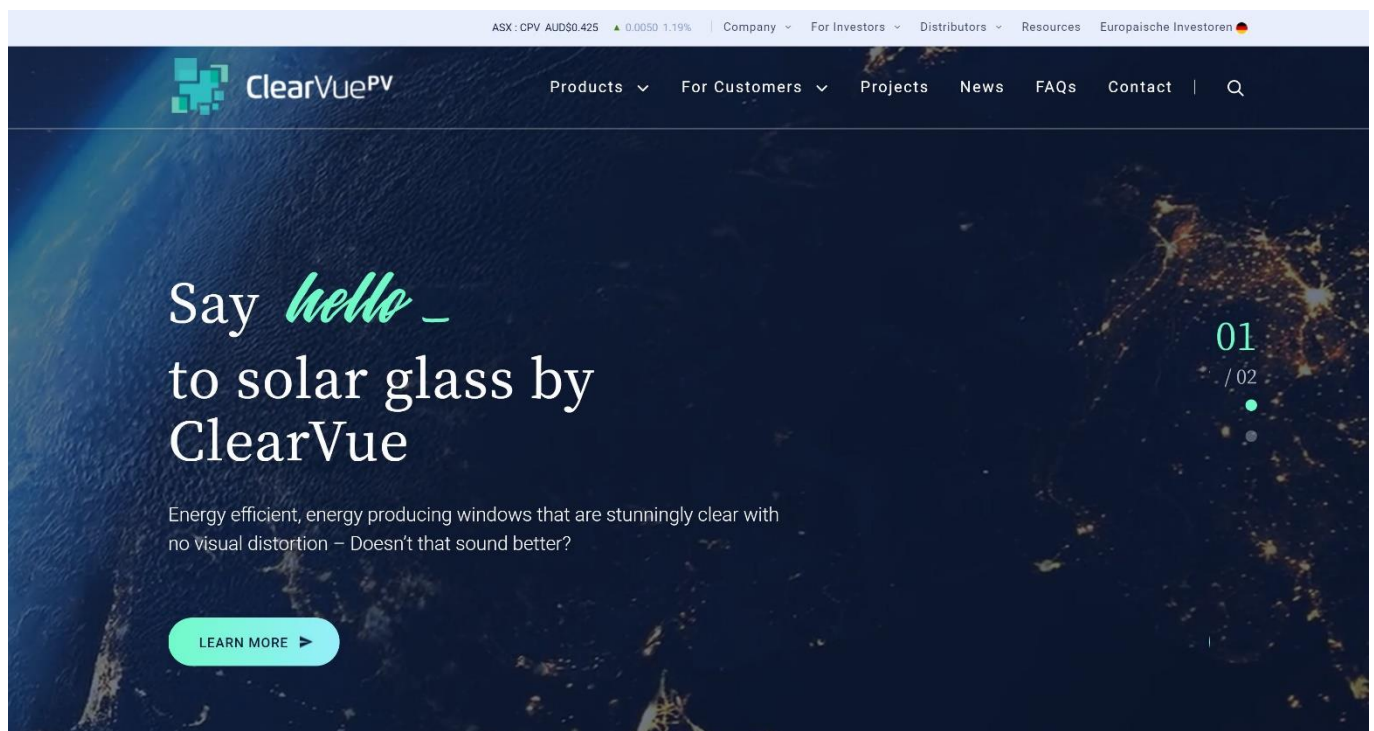 ASX : CPV AUD$0.425 ▲ 0.0050 1.19% | Company For Investors Distributors Resources Europaische Investoren
ClearVuePV
Products For Customers Projects News FAQs Contact |
Say hello _
to solar glass by
ClearVue
01
/ 02
Energy efficient, energy producing windows that are stunningly clear with
no visual distortion – Doesn't that sound better?
LEARN MORE